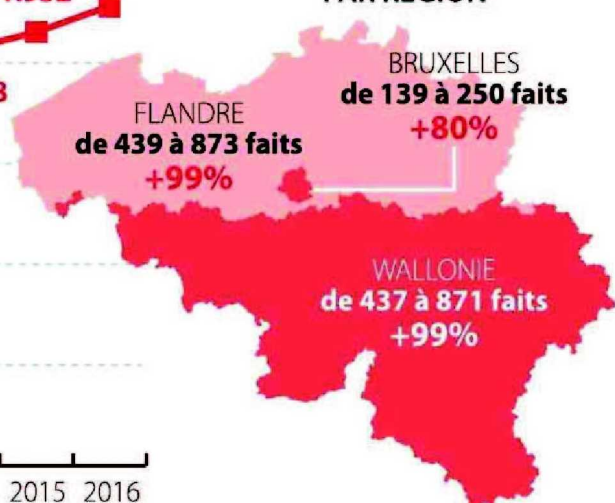 BRUXELLES
de 139 à 250 faits
+80%
FLANDRE
de 439 à 873 faits
+99%
WALLONIE
de 437 à 871 faits
+99%
2015 2016